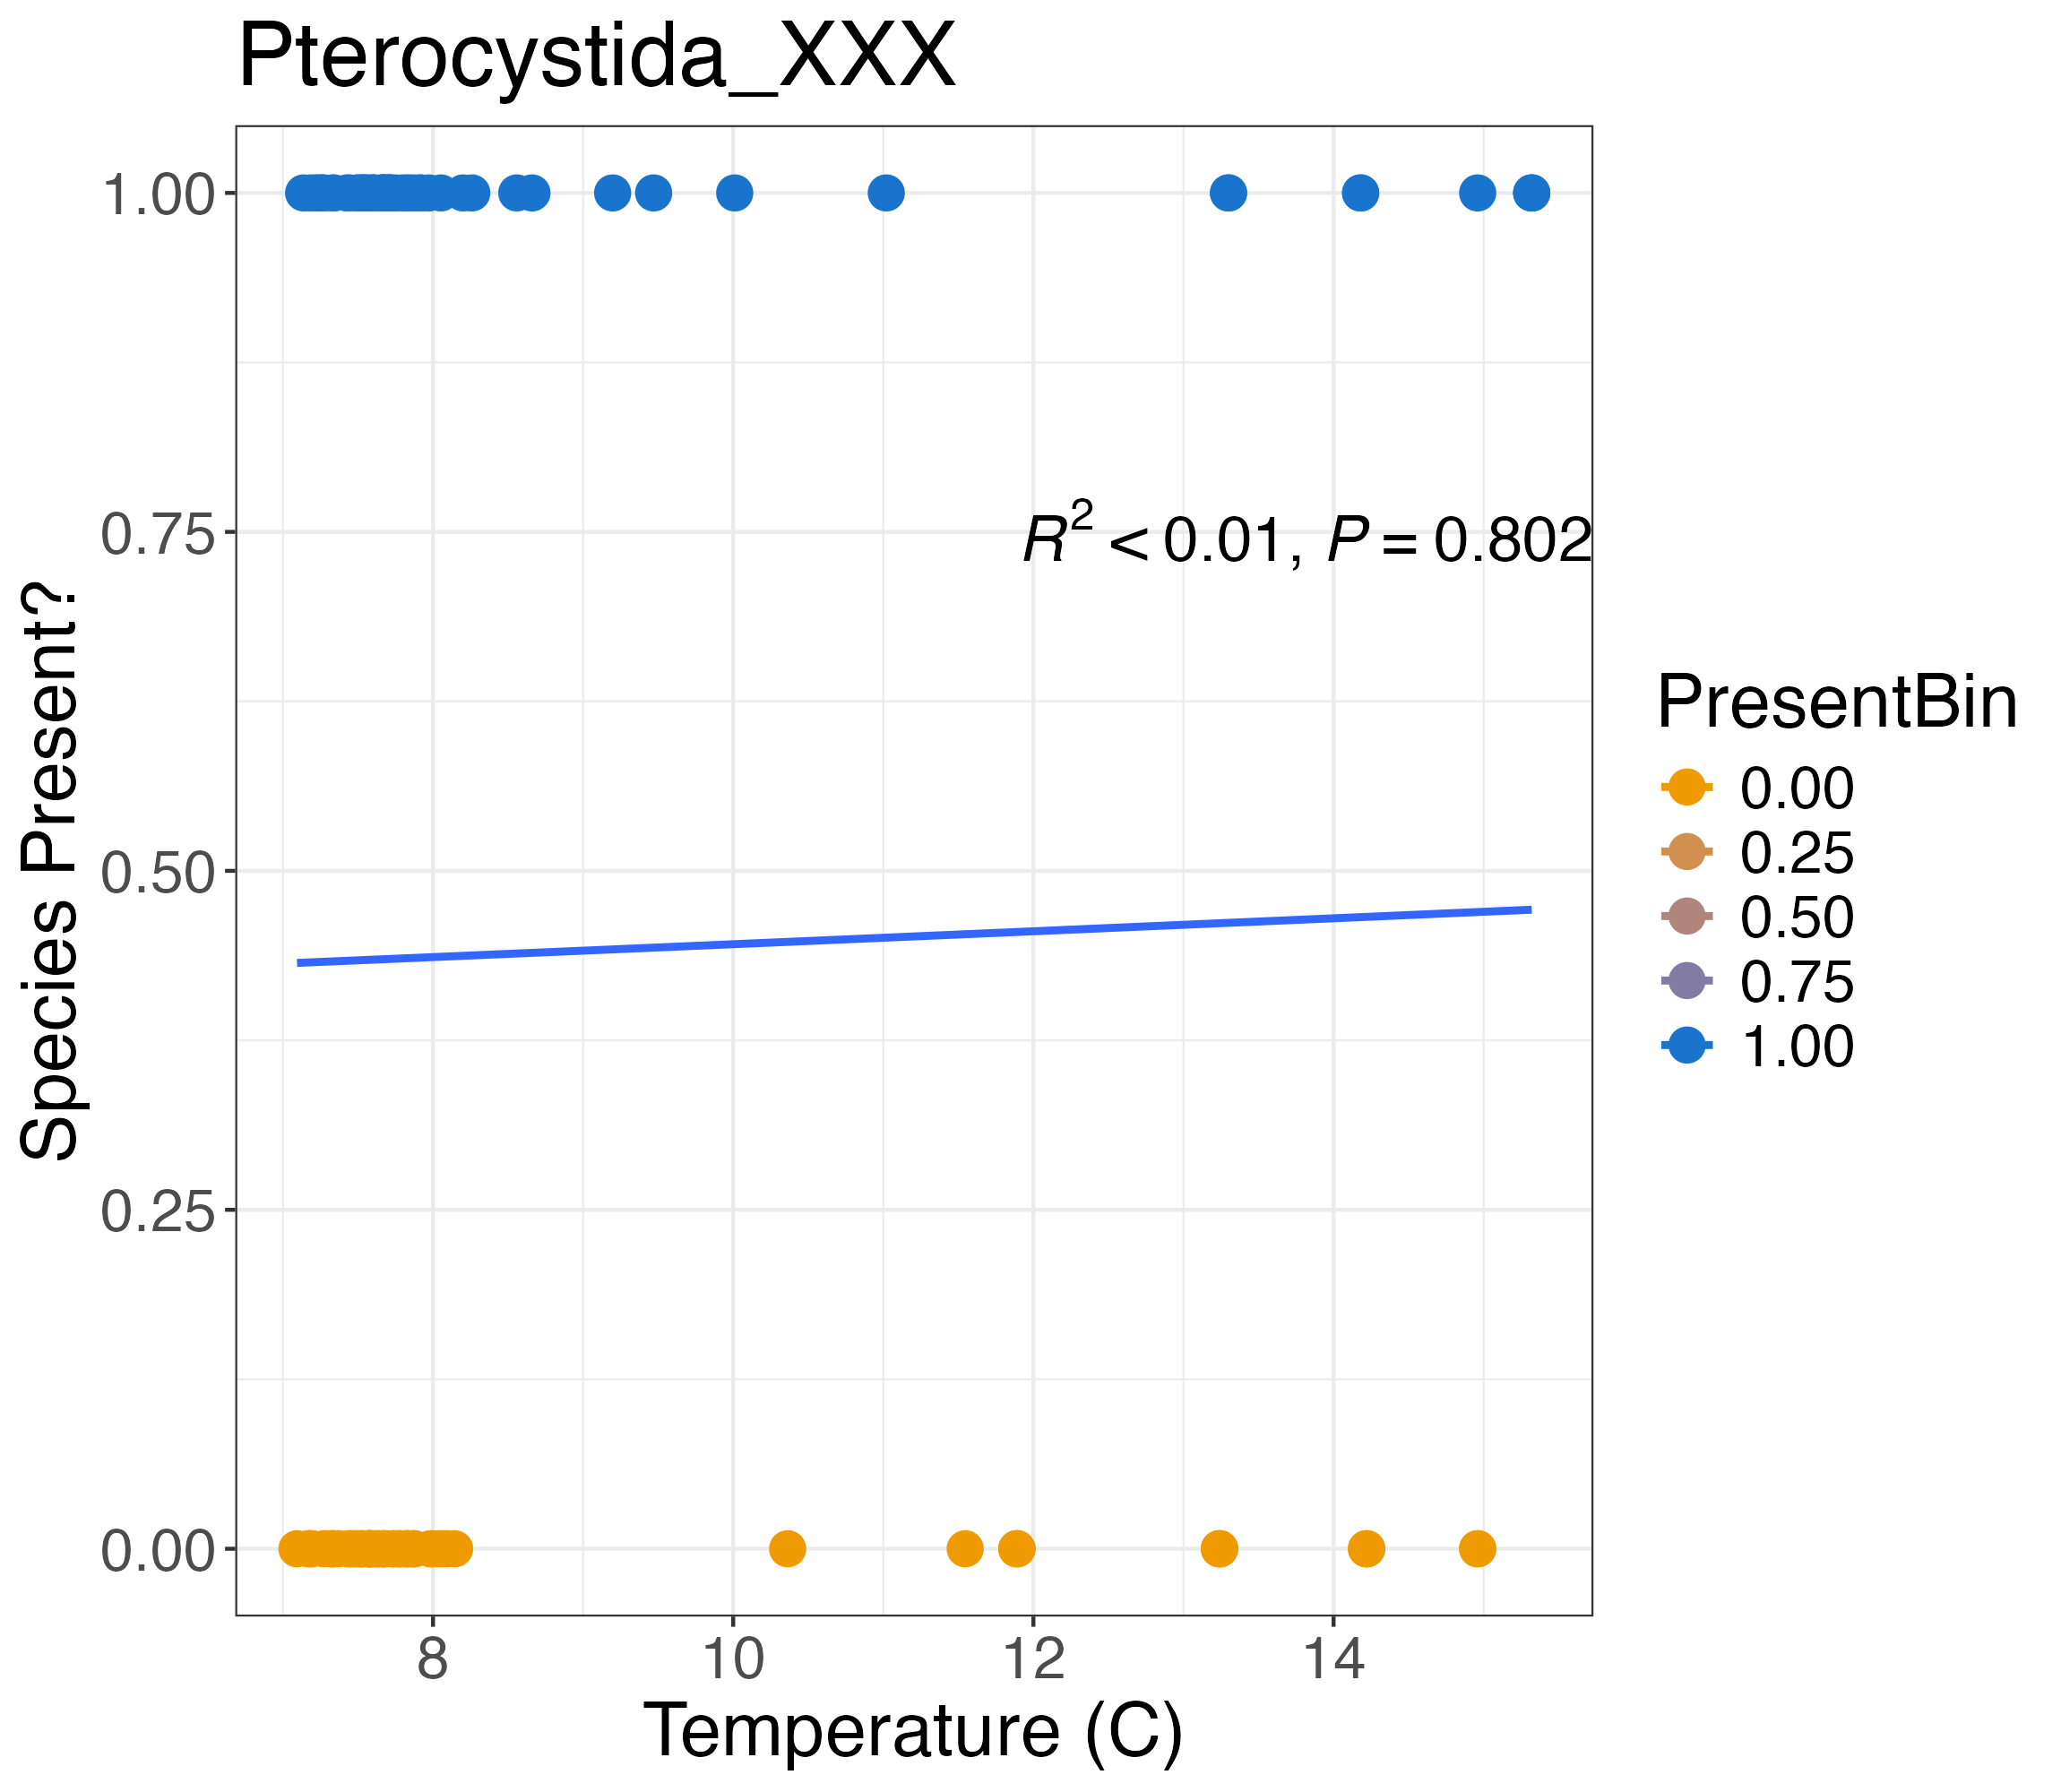 Pterocystida_XXX
1.00
0.75
0.50
0.25
0.00
Species Present?
R² < 0.01, P = 0.802
8 10 12 14
Temperature (C)
PresentBin
0.00
0.25
0.50
0.75
1.00